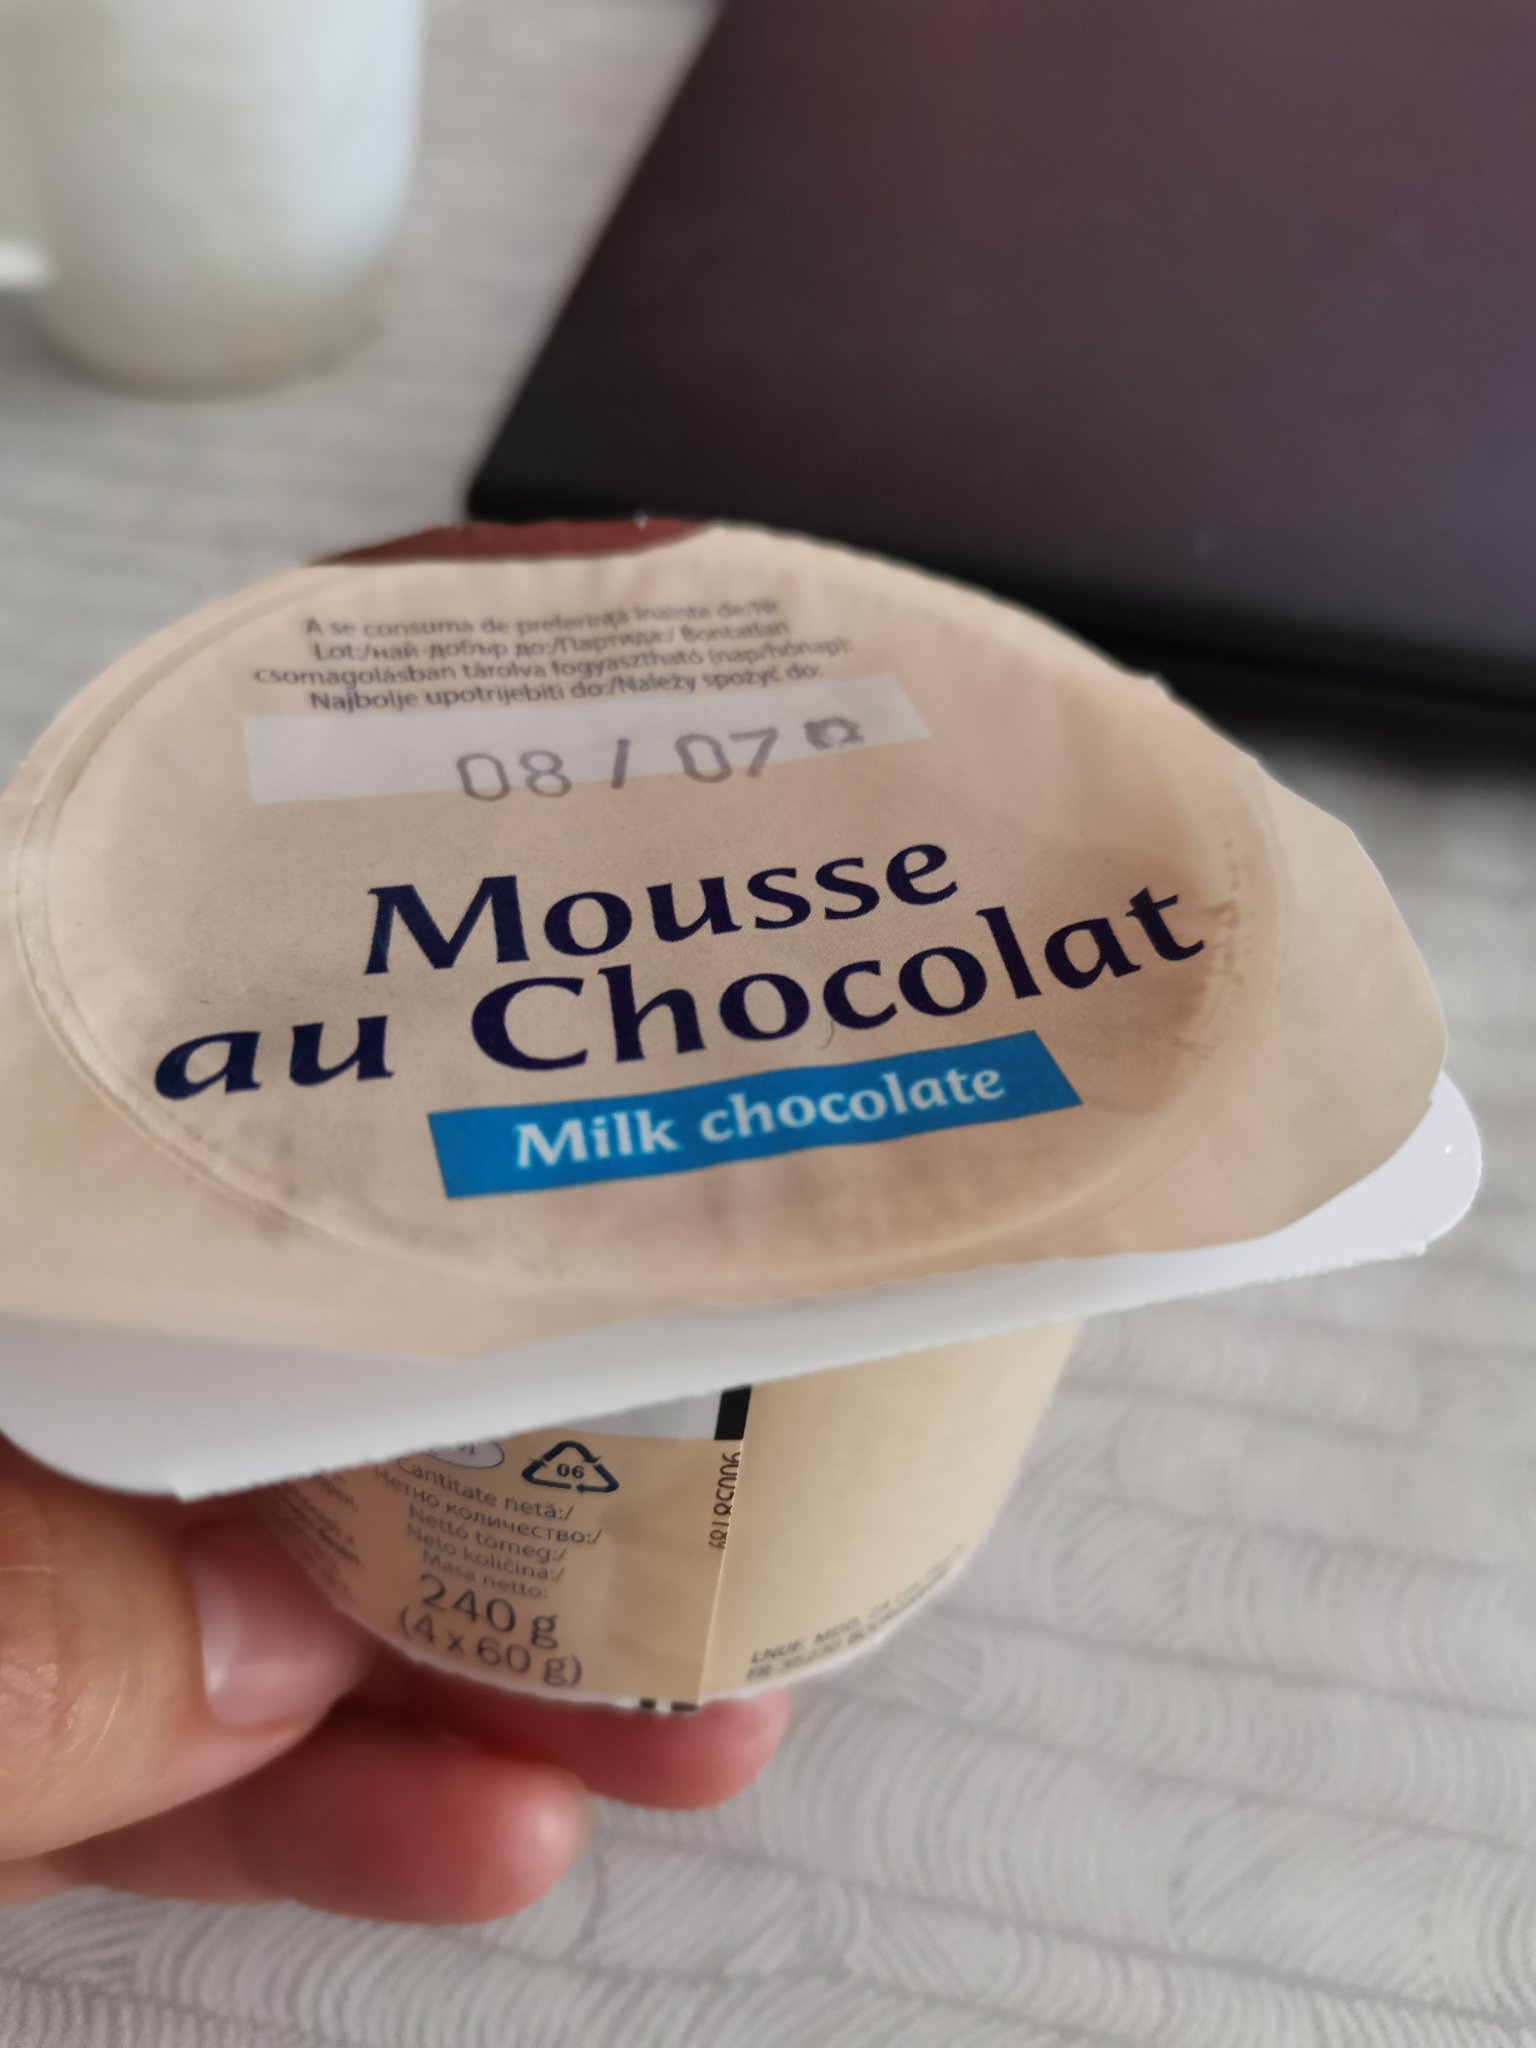 A se consuma de preferință înainte de:/Nr.
Lot:/най-добър до:/Партида:/ Bontatlan
csomagolásban tárolva fogyasztható (nap/hónap):
Najbolje upotrijebiti do:/Należy spożyć do:
08 / 07
Mousse
au Chocolat
Milk chocolate
06
Cantitate netă:/
Нетно количество:/
Nettó tömeg:/
Neto količina:/
Masa netto:
240 g
(4 x 60 g)